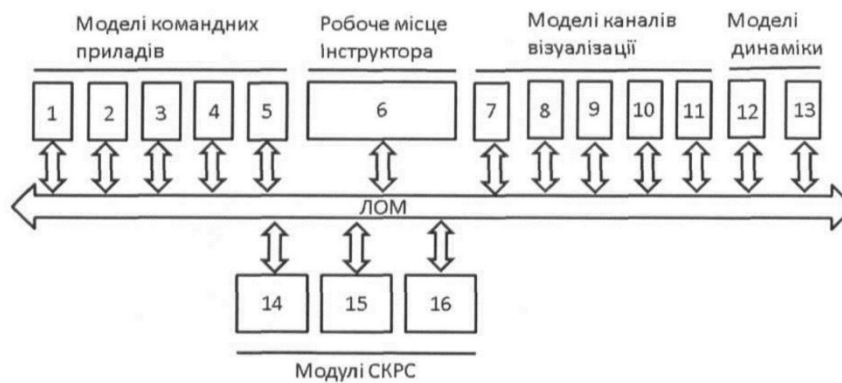 Моделі командних
приладів
Робоче місце
Інструктора
Моделі каналів
візуалізації
Моделі
динаміки
1 2 3 4 5 6 7 8 9 10 11 12 13
ЛОМ
14 15 16
Модулі СКРС